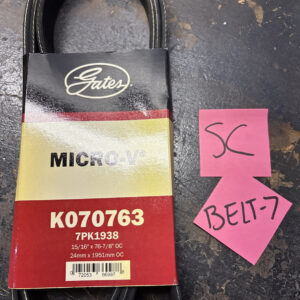 Gates
MICRO-V®
K070763
7PK1938
15/16" x 76-7/8" OC
24mm x 1951mm OC
SC
BELT-7